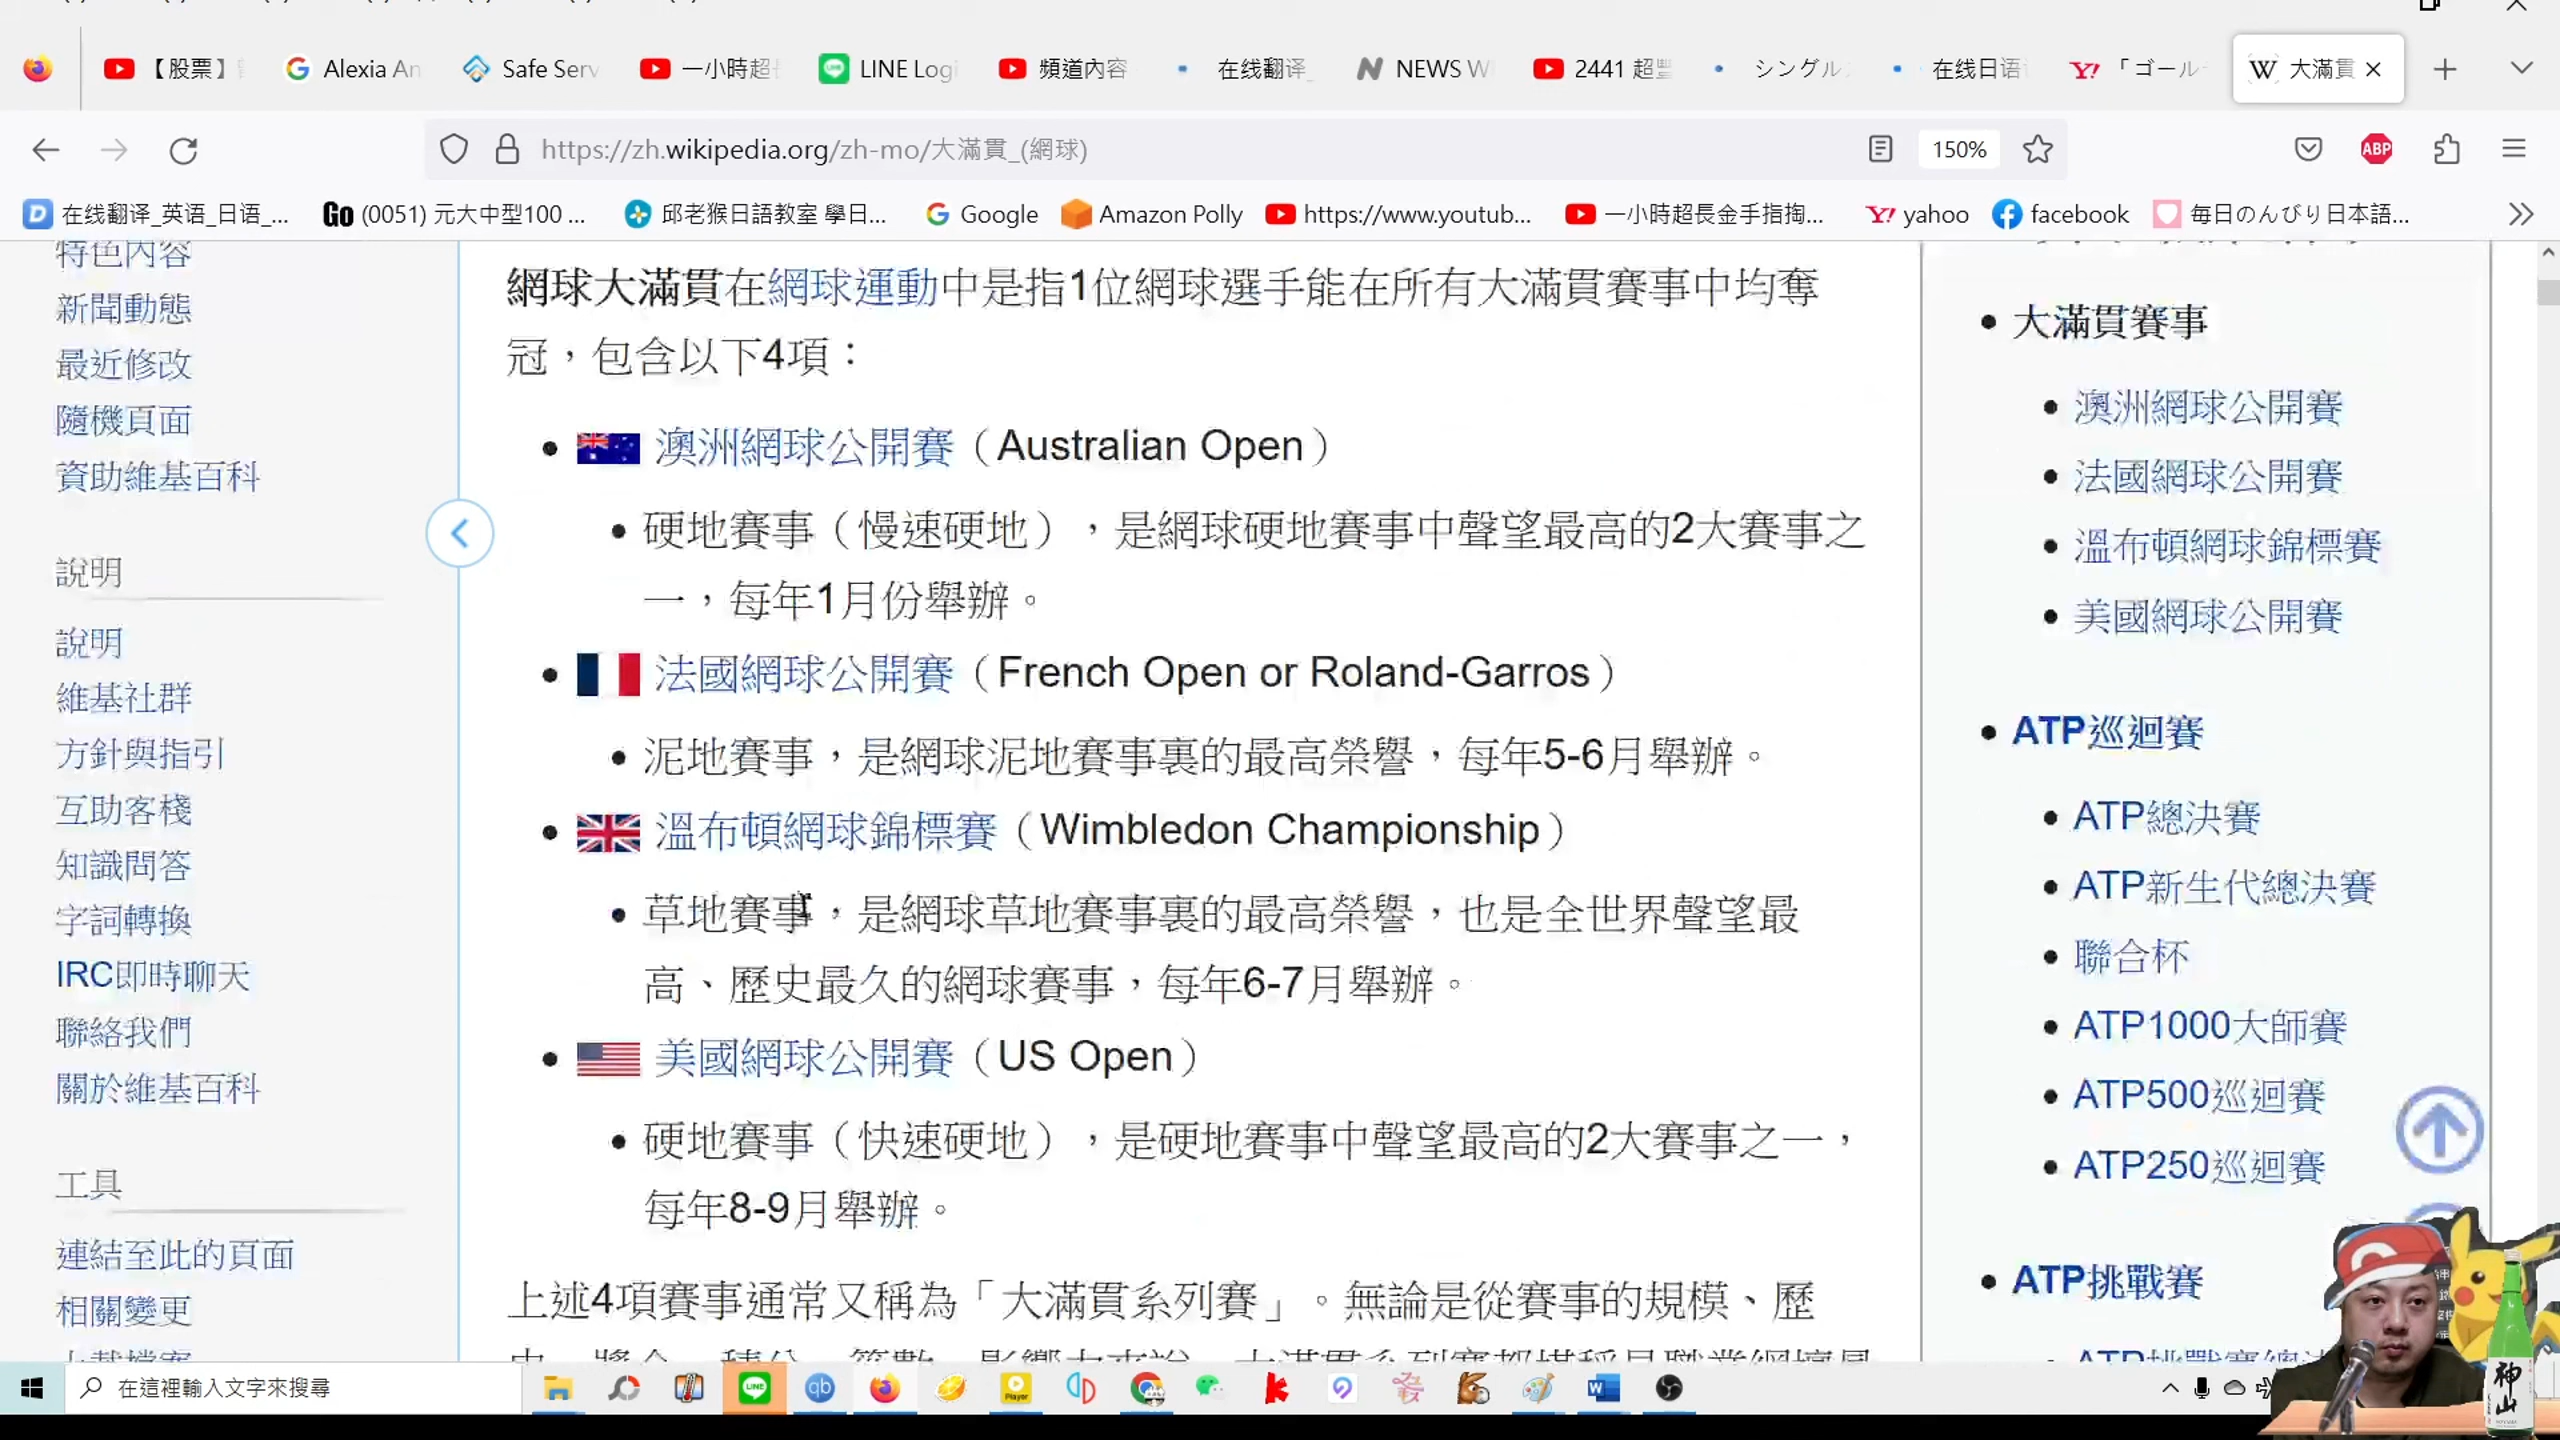 【股票】
Alexia An
Safe Serv
一小時超
LINE Logi
頻道內容
在线翻译_
NEWS W
2441 超
シングル
在线日语
「ゴール
大滿貫
https://zh.wikipedia.org/zh-mo/大滿貫_(網球)
150%
ABP
在线翻译_英语_日语_...
Go (0051) 元大中型100 ...
邱老猴日語教室 學日...
Google
Amazon Polly
https://www.youtub...
一小時超長金手指掏...
yahoo
facebook
毎日のんびり日本語...
特色內容
新聞動態
最近修改
隨機頁面
資助維基百科
說明
說明
維基社群
方針與指引
互助客棧
知識問答
字詞轉換
IRC即時聊天
聯絡我們
關於維基百科
工具
連結至此的頁面
相關變更
網球大滿貫在網球運動中是指1位網球選手能在所有大滿貫賽事中均奪
冠，包含以下4項：
澳洲網球公開賽（Australian Open）
硬地賽事（慢速硬地），是網球硬地賽事中聲望最高的2大賽事之
一，每年1月份舉辦。
法國網球公開賽（French Open or Roland-Garros）
泥地賽事，是網球泥地賽事裏的最高榮譽，每年5-6月舉辦。
溫布頓網球錦標賽（Wimbledon Championship）
草地賽事，是網球草地賽事裏的最高榮譽，也是全世界聲望最
高、歷史最久的網球賽事，每年6-7月舉辦。
美國網球公開賽（US Open）
硬地賽事（快速硬地），是硬地賽事中聲望最高的2大賽事之一，
每年8-9月舉辦。
上述4項賽事通常又稱為「大滿貫系列賽」。無論是從賽事的規模、歷
大滿貫賽事
澳洲網球公開賽
法國網球公開賽
溫布頓網球錦標賽
美國網球公開賽
ATP巡迴賽
ATP總決賽
ATP新生代總決賽
聯合杯
ATP1000大師賽
ATP500巡迴賽
ATP250巡迴賽
ATP挑戰賽
神山
在這裡輸入文字來搜尋
LINE
qb
Player